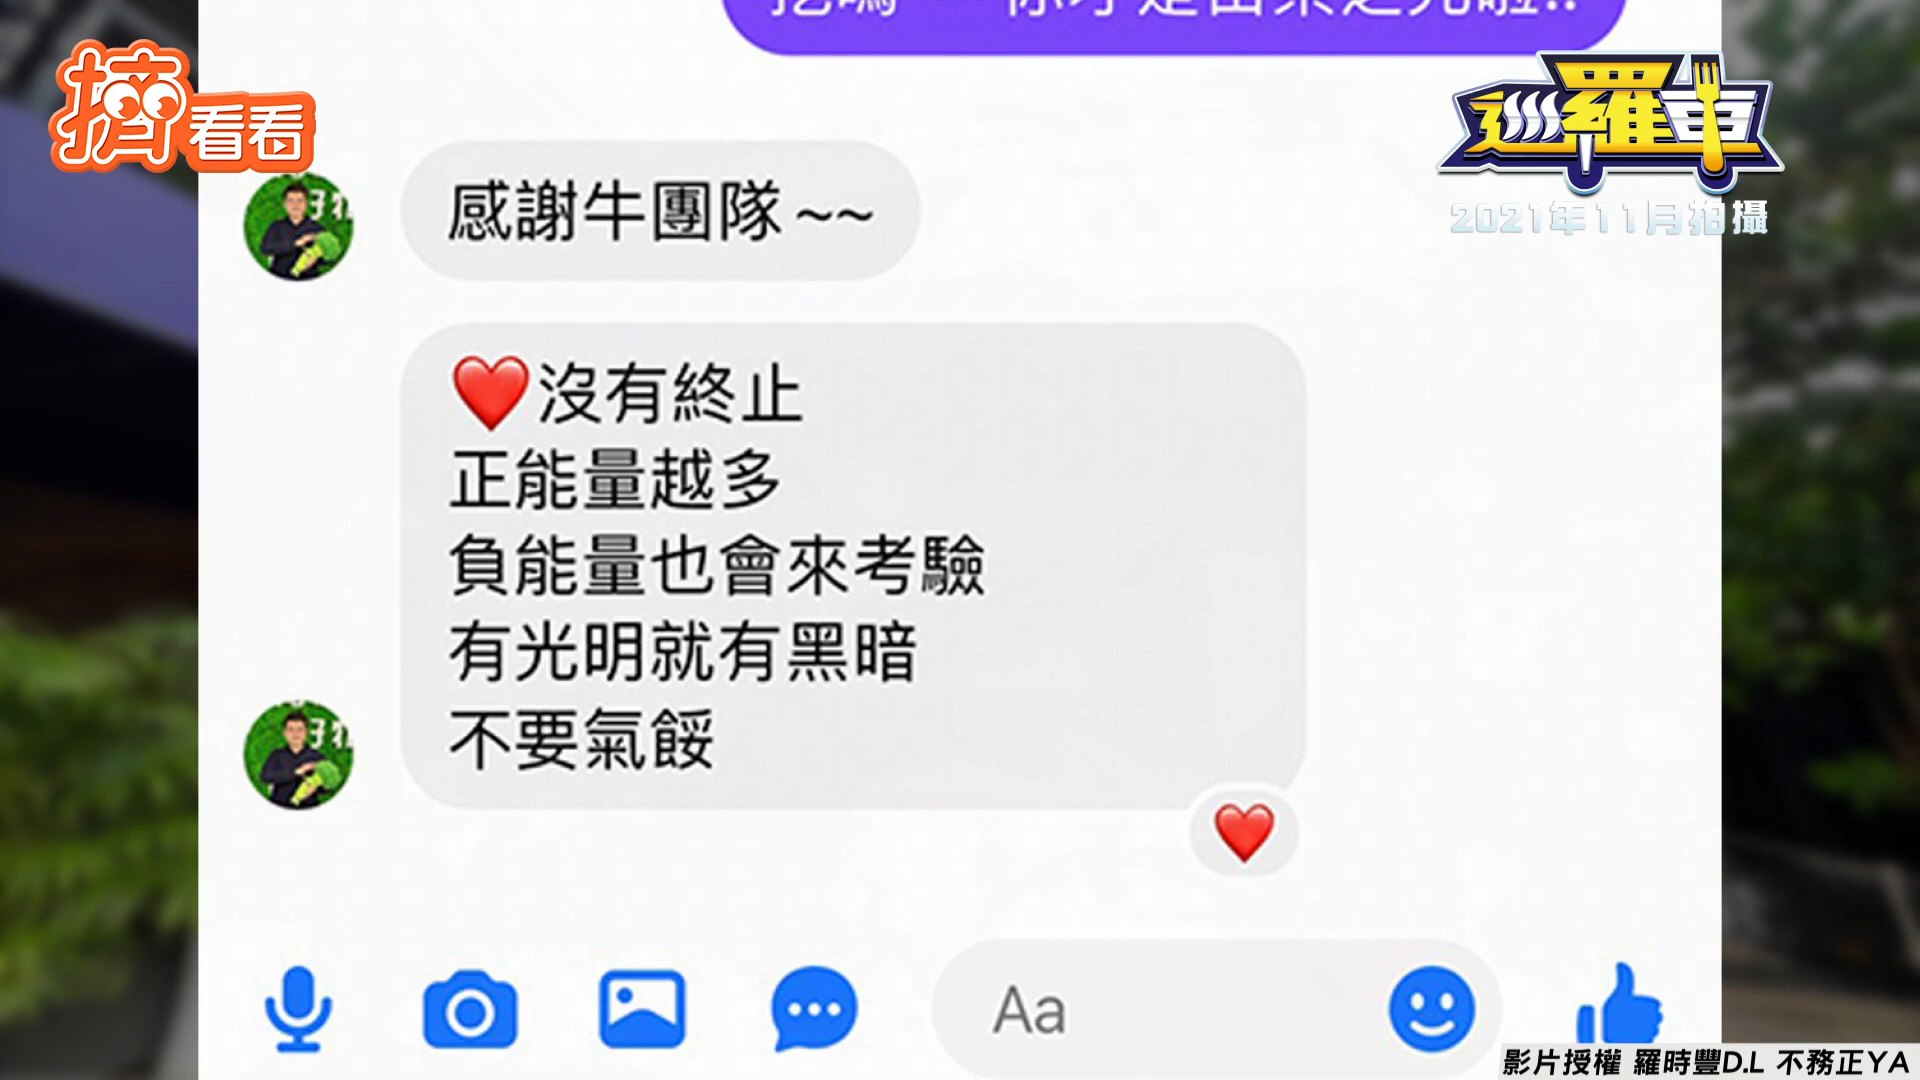 擠看看
巡羅車
2021年11月拍攝
感謝牛團隊~~
❤️沒有終止
正能量越多
負能量也會來考驗
有光明就有黑暗
不要氣餒
Aa
影片授權 羅時豐D.L 不務正YA